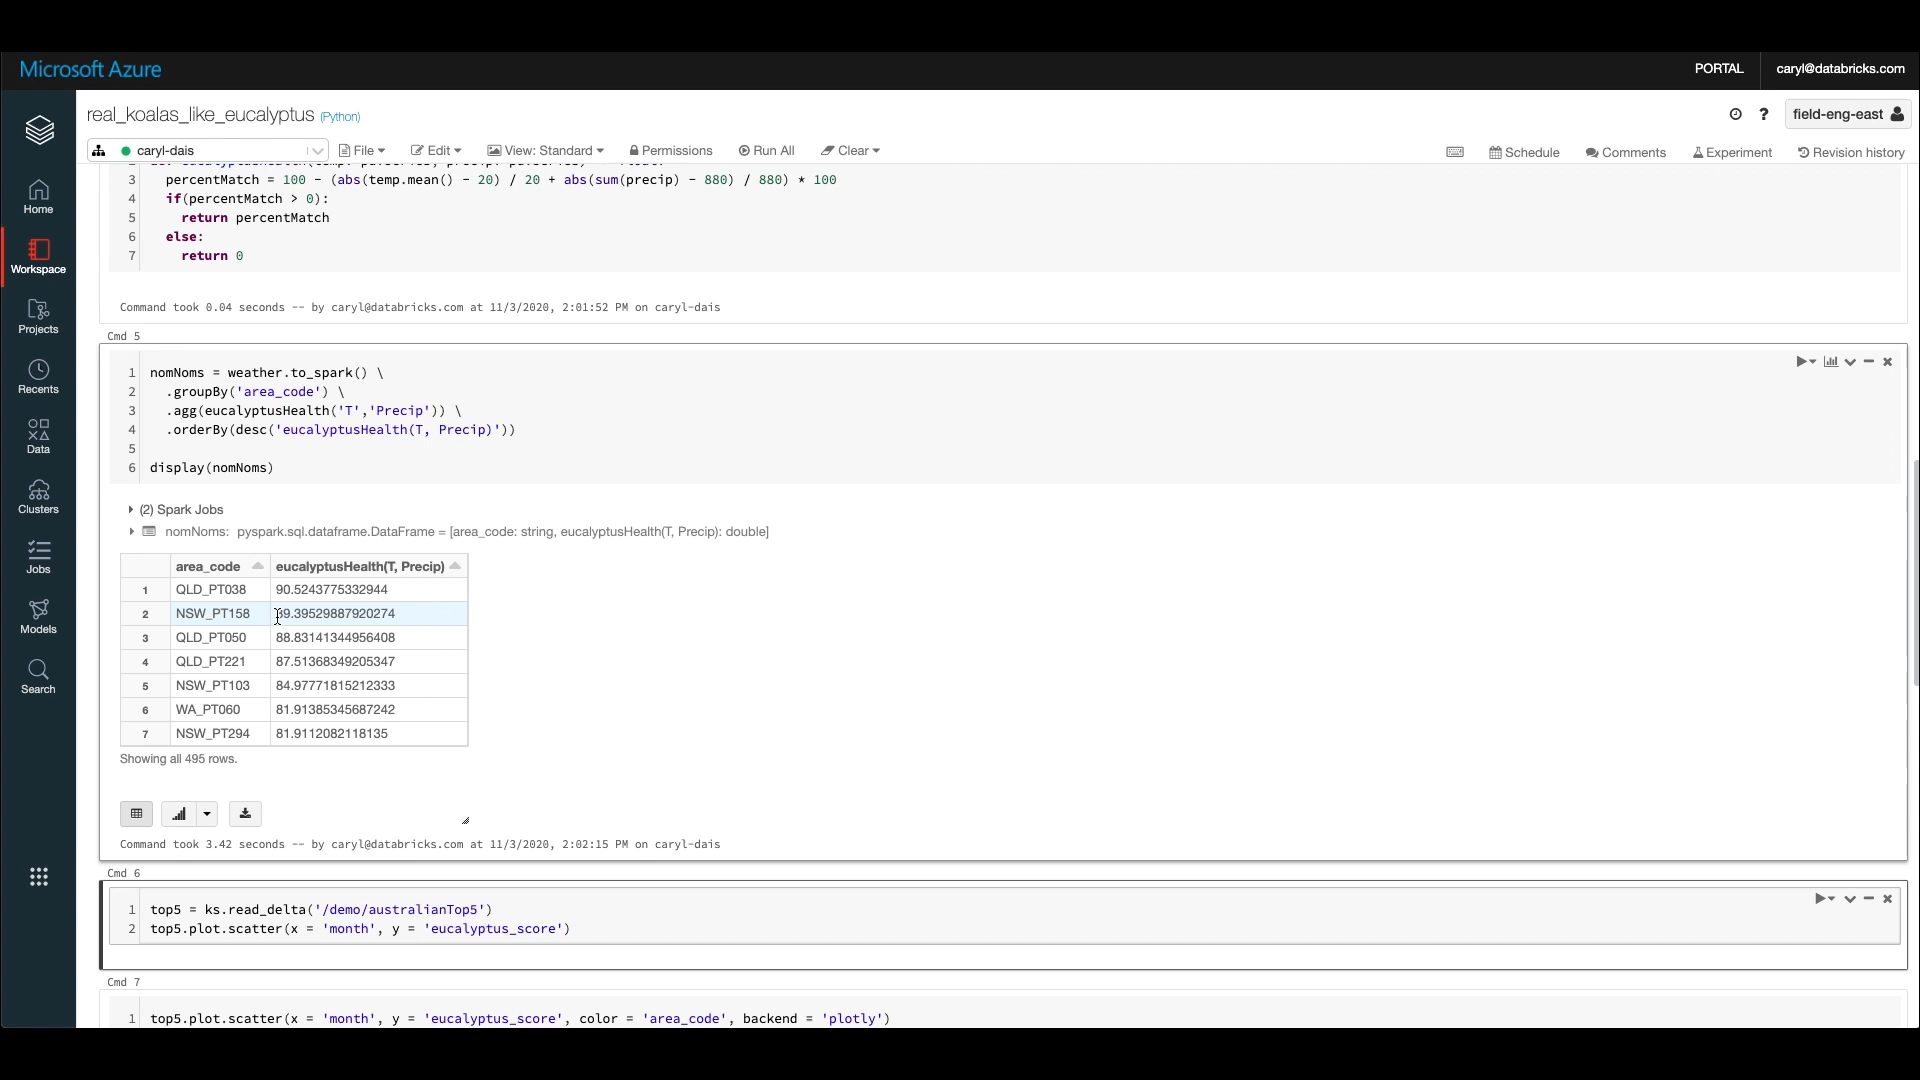 Microsoft Azure
PORTAL
caryl@databricks.com
real_koalas_like_eucalyptus (Python)
?
field-eng-east
caryl-dais
File
Edit
View: Standard
Permissions
Run All
Clear
Schedule
Comments
Experiment
Revision history
Home
Workspace
Projects
Recents
Data
Clusters
Jobs
Models
Search
3 percentMatch = 100 - (abs(temp.mean() - 20) / 20 + abs(sum(precip) - 880) / 880) * 100
4 if(percentMatch > 0):
5 return percentMatch
6 else:
7 return 0
Command took 0.04 seconds -- by caryl@databricks.com at 11/3/2020, 2:01:52 PM on caryl-dais
Cmd 5
1 nomNoms = weather.to_spark() \
2 .groupBy('area_code') \
3 .agg(eucalyptusHealth('T','Precip')) \
4 .orderBy(desc('eucalyptusHealth(T, Precip)'))
5
6 display(nomNoms)
(2) Spark Jobs
nomNoms: pyspark.sql.dataframe.DataFrame = [area_code: string, eucalyptusHealth(T, Precip): double]
area_code eucalyptusHealth(T, Precip)
1 QLD_PT038 90.5243775332944
2 NSW_PT158 89.39529887920274
3 QLD_PT050 88.83141344956408
4 QLD_PT221 87.51368349205347
5 NSW_PT103 84.97771815212333
6 WA_PT060 81.91385345687242
7 NSW_PT294 81.9112082118135
Showing all 495 rows.
Command took 3.42 seconds -- by caryl@databricks.com at 11/3/2020, 2:02:15 PM on caryl-dais
Cmd 6
1 top5 = ks.read_delta('/demo/australianTop5')
2 top5.plot.scatter(x = 'month', y = 'eucalyptus_score')
Cmd 7
1 top5.plot.scatter(x = 'month', y = 'eucalyptus_score', color = 'area_code', backend = 'plotly')